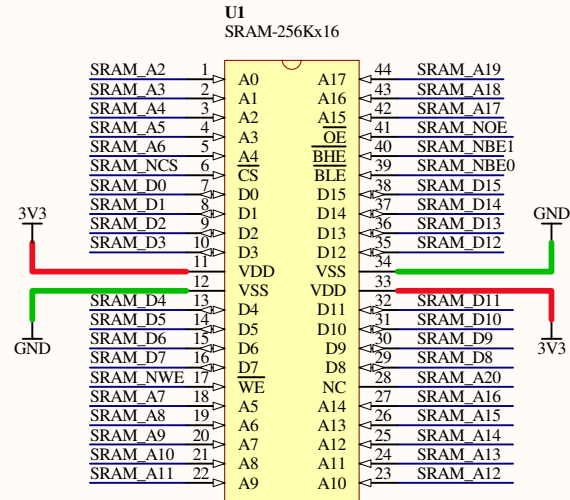 U1
SRAM-256Kx16
SRAM_A2 1 A0 A17 44 SRAM_A19
SRAM_A3 2 A1 A16 43 SRAM_A18
SRAM_A4 3 A2 A15 42 SRAM_A17
SRAM_A5 4 A3 OE 41 SRAM_NOE
SRAM_A6 5 A4 BHE 40 SRAM_NBE1
SRAM_NCS 6 CS BLE 39 SRAM_NBE0
SRAM_D0 7 D0 D15 38 SRAM_D15
SRAM_D1 8 D1 D14 37 SRAM_D14
SRAM_D2 9 D2 D13 36 SRAM_D13
SRAM_D3 10 D3 D12 35 SRAM_D12
3V3 11 VDD VSS 34 GND
GND 12 VSS VDD 33 3V3
SRAM_D4 13 D4 D11 32 SRAM_D11
SRAM_D5 14 D5 D10 31 SRAM_D10
SRAM_D6 15 D6 D9 30 SRAM_D9
SRAM_D7 16 D7 D8 29 SRAM_D8
SRAM_NWE 17 WE NC 28 SRAM_A20
SRAM_A7 18 A5 A14 27 SRAM_A16
SRAM_A8 19 A6 A13 26 SRAM_A15
SRAM_A9 20 A7 A12 25 SRAM_A14
SRAM_A10 21 A8 A11 24 SRAM_A13
SRAM_A11 22 A9 A10 23 SRAM_A12